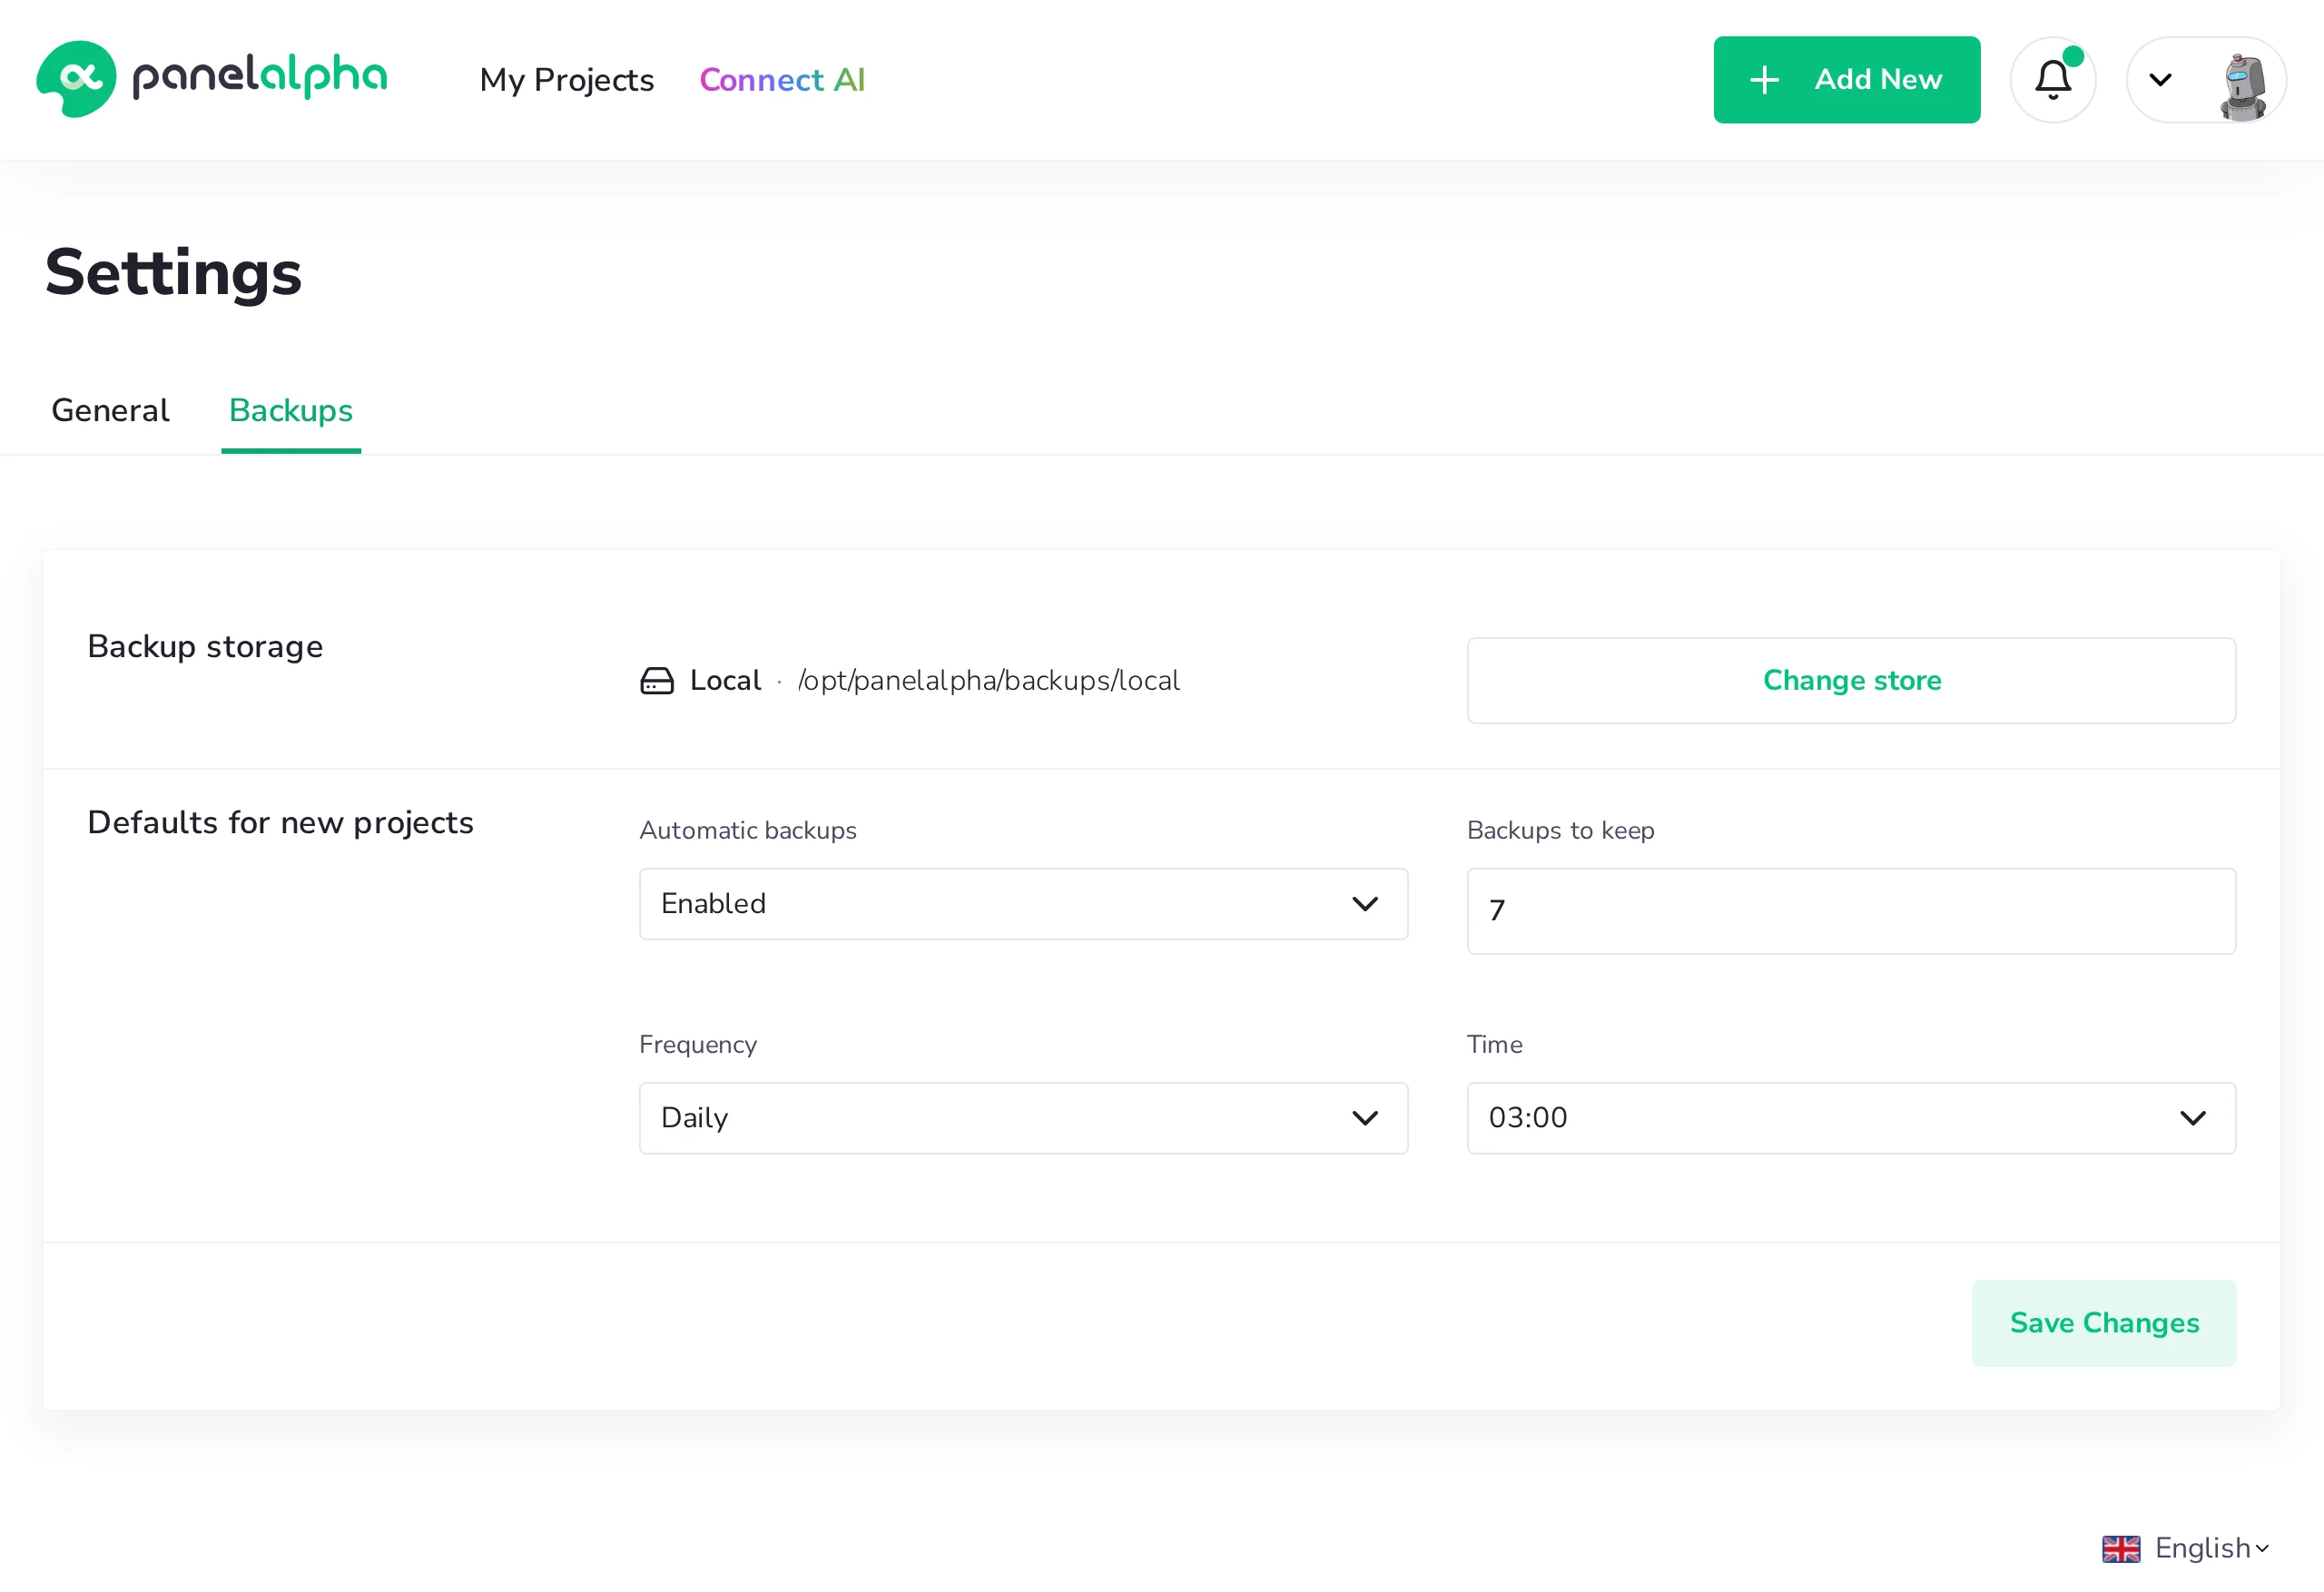 panelalpha
My Projects
Connect AI
Add New
Settings
General
Backups
Backup storage
Local · /opt/panelalpha/backups/local
Change store
Defaults for new projects
Automatic backups
Enabled
Backups to keep
7
Frequency
Daily
Time
03:00
Save Changes
English